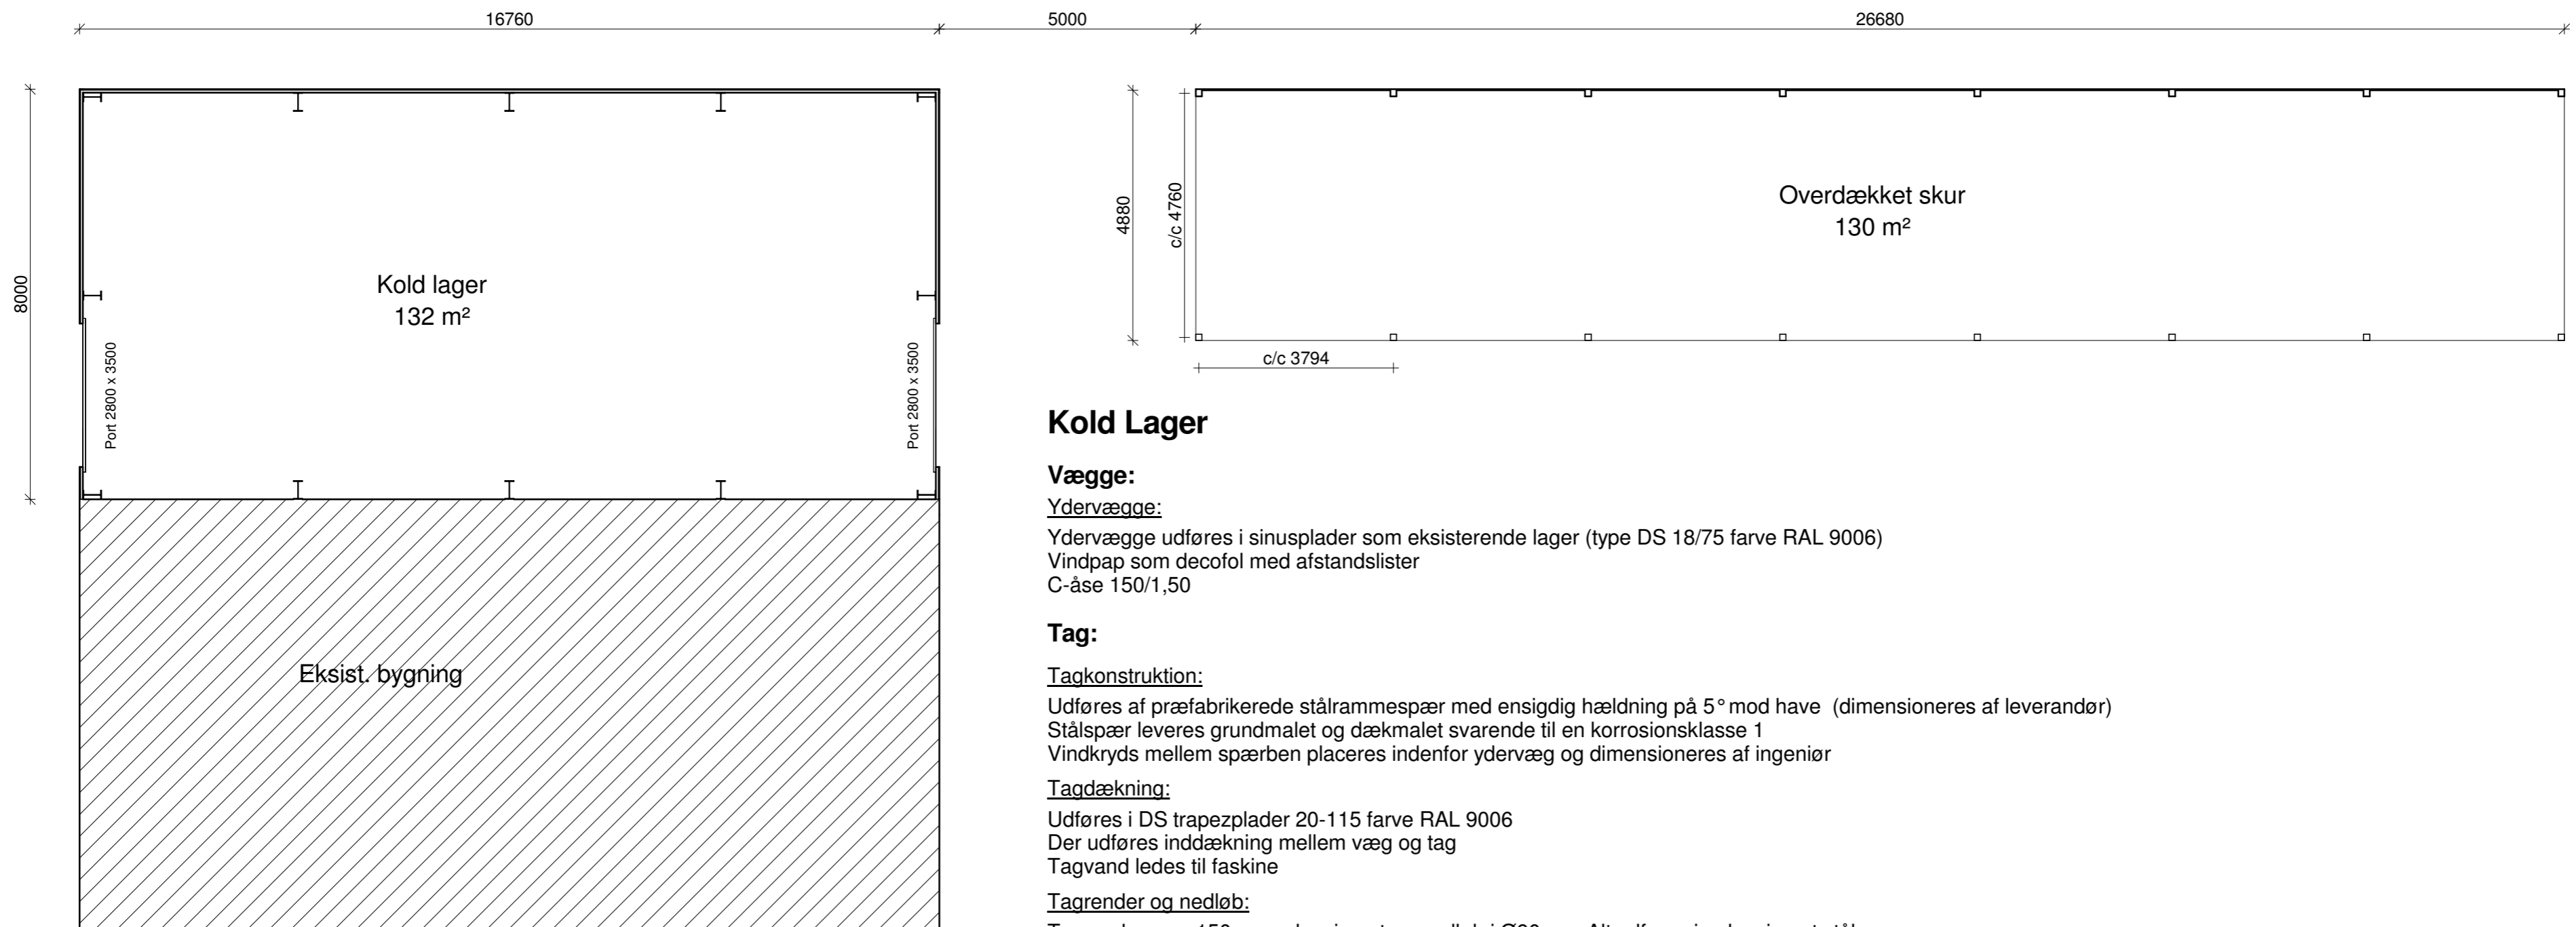 16760
5000
26680
8000
4880
c/c 4760
c/c 3794
Overdækket skur
130 m²
Kold lager
132 m²
Port 2800 x 3500
Port 2800 x 3500
Eksist. bygning
Kold Lager
Vægge:
Ydervægge:
Ydervægge udføres i sinusplader som eksisterende lager (type DS 18/75 farve RAL 9006)
Vindpap som decofol med afstandslister
C-åse 150/1,50
Tag:
Tagkonstruktion:
Udføres af præfabrikerede stålrammespær med ensigdig hældning på 5° mod have (dimensioneres af leverandør)
Stålspær leveres grundmalet og dækmalet svarende til en korrosionsklasse 1
Vindkryds mellem spærben placeres indenfor ydervæg og dimensioneres af ingeniør
Tagdækning:
Udføres i DS trapezplader 20-115 farve RAL 9006
Der udføres inddækning mellem væg og tag
Tagvand ledes til faskine
Tagrender og nedløb: